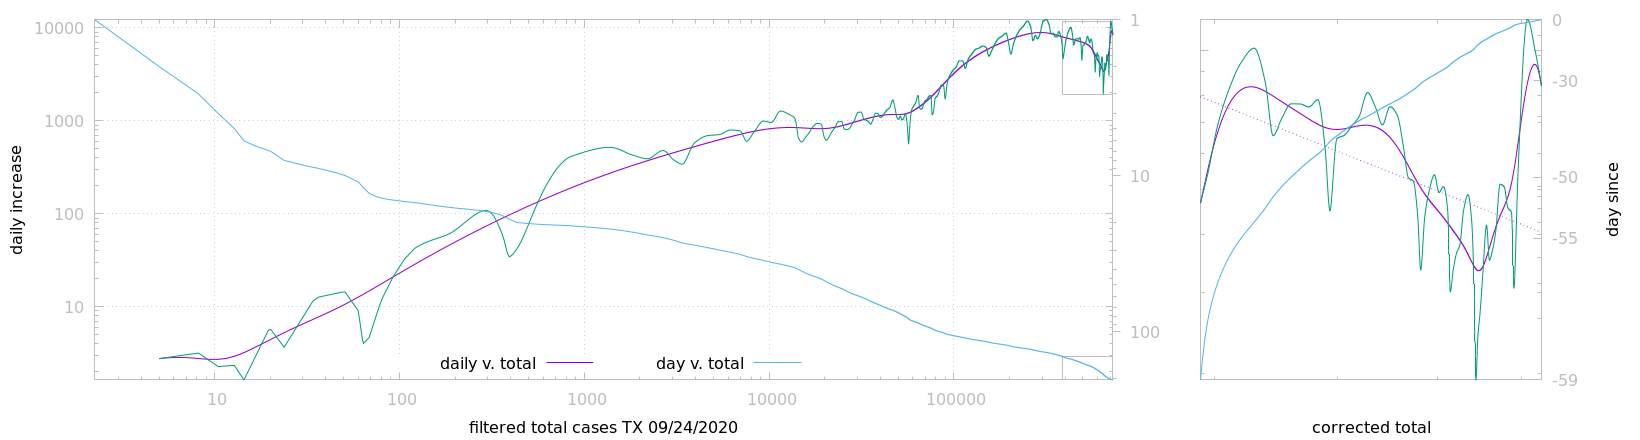 10000
1000
100
10
daily increase
10
100
1000
10000
100000
filtered total cases TX 09/24/2020
daily v. total
day v. total
1
10
100
0
-30
-50
-55
-59
day since
corrected total